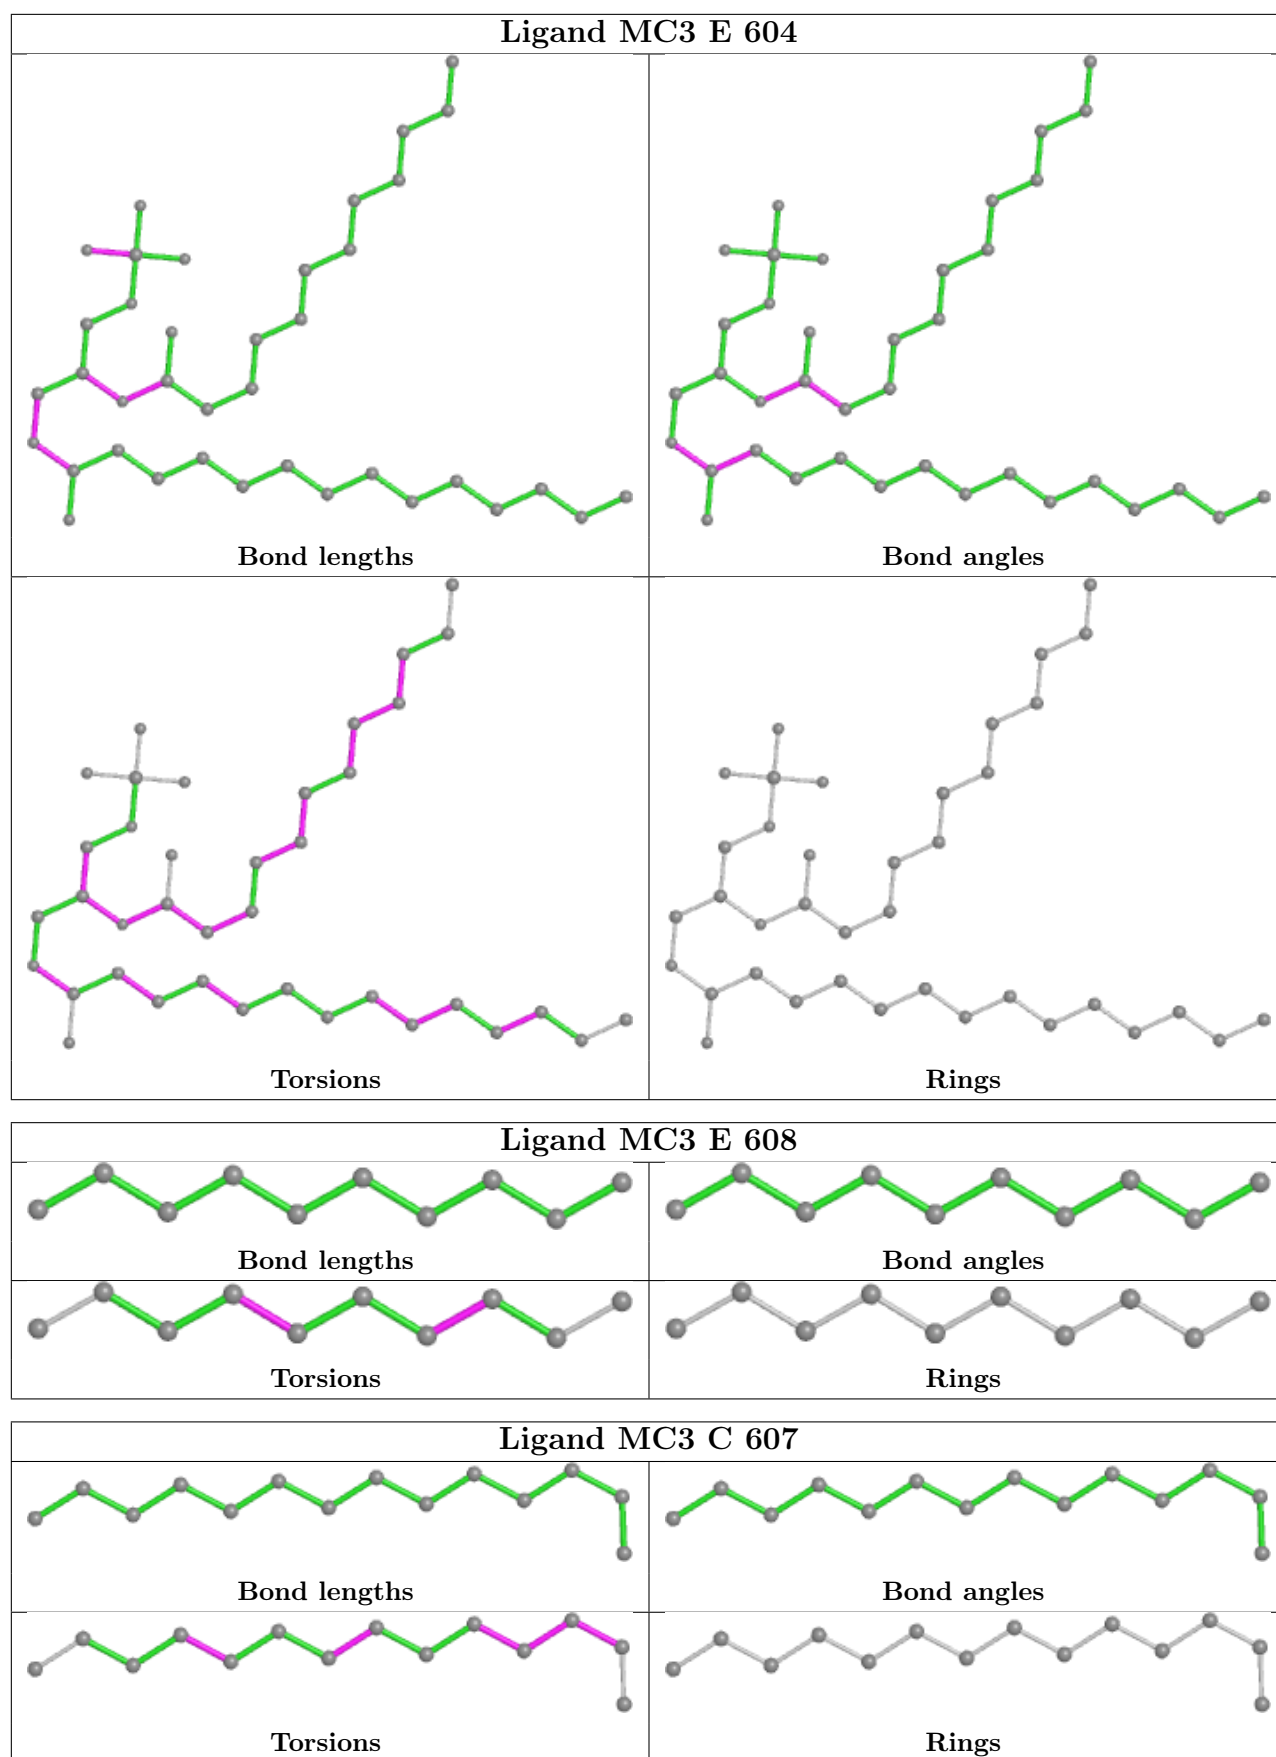 Ligand MC3 E 604
Bond lengths
Bond angles
Torsions
Rings
Ligand MC3 E 608
Bond lengths
Bond angles
Torsions
Rings
Ligand MC3 C 607
Bond lengths
Bond angles
Torsions
Rings